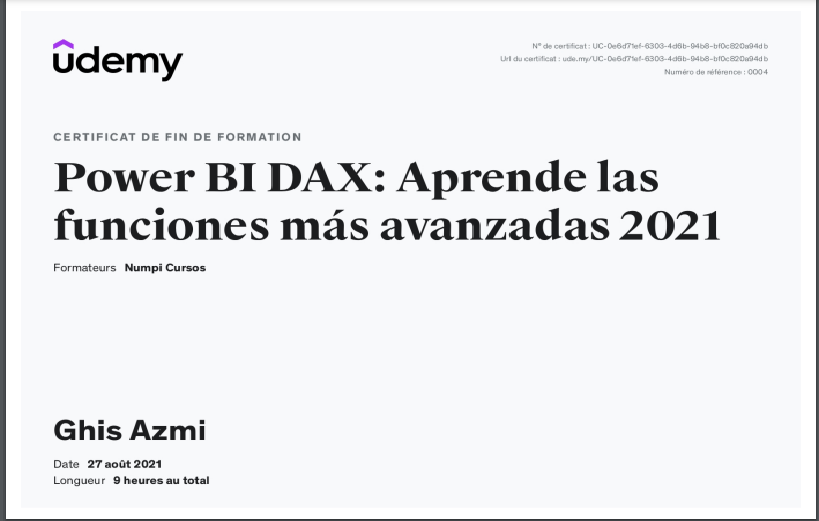 udemy
N° de certificat : UC-0e6d71ef-6303-4d6b-94b8-bf0c820a94db
Url du certificat : ude.my/UC-0e6d71ef-6303-4d6b-94b8-bf0c820a94db
Numéro de référence : 0004
CERTIFICAT DE FIN DE FORMATION
Power BI DAX: Aprende las
funciones más avanzadas 2021
Formateurs Numpi Cursos
Ghis Azmi
Date 27 août 2021
Longueur 9 heures au total